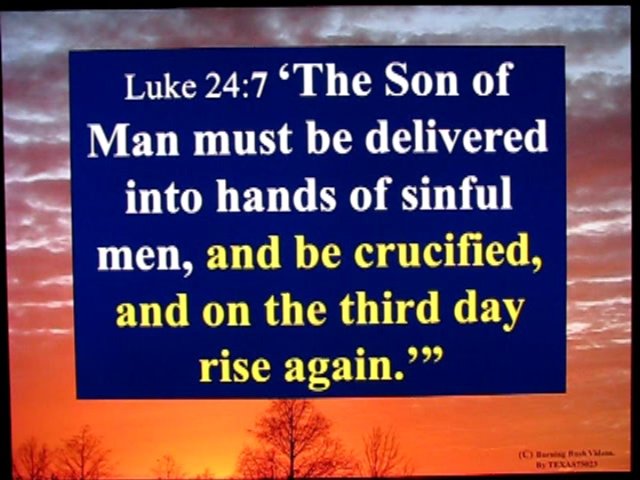 Luke 24:7 ‘The Son of
Man must be delivered
into hands of sinful
men, and be crucified,
and on the third day
rise again.’”
(C) Burning Bush Videos.
By TEXAS75023